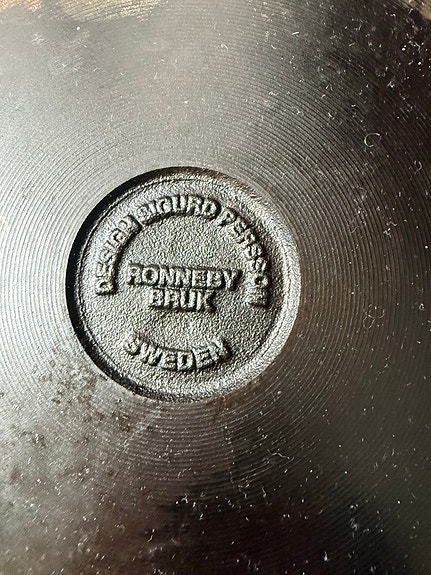 DESIGN SIGURD PERSSON
RONNEBY
BRUK
SWEDEN